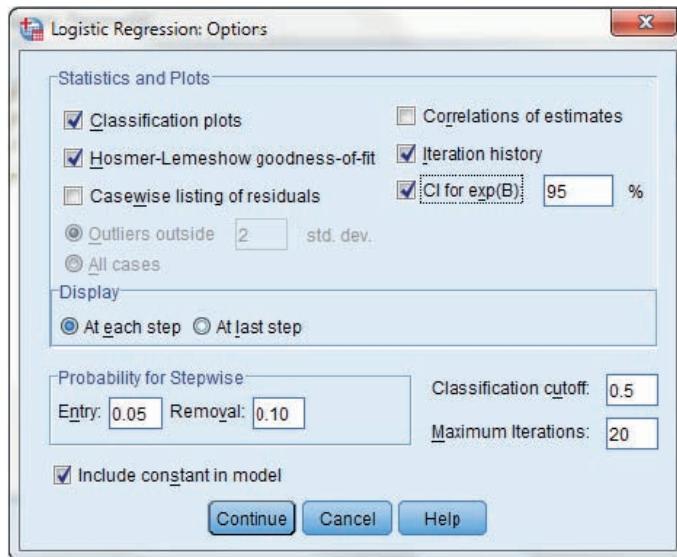 Logistic Regression: Options
Statistics and Plots
Classification plots
Correlations of estimates
Hosmer-Lemeshow goodness-of-fit
Iteration history
Casewise listing of residuals
CI for exp(B): 95 %
Outliers outside 2 std. dev.
All cases
Display
At each step At last step
Probability for Stepwise
Entry: 0.05 Removal: 0.10
Classification cutoff: 0.5
Maximum Iterations: 20
Include constant in model
Continue Cancel Help